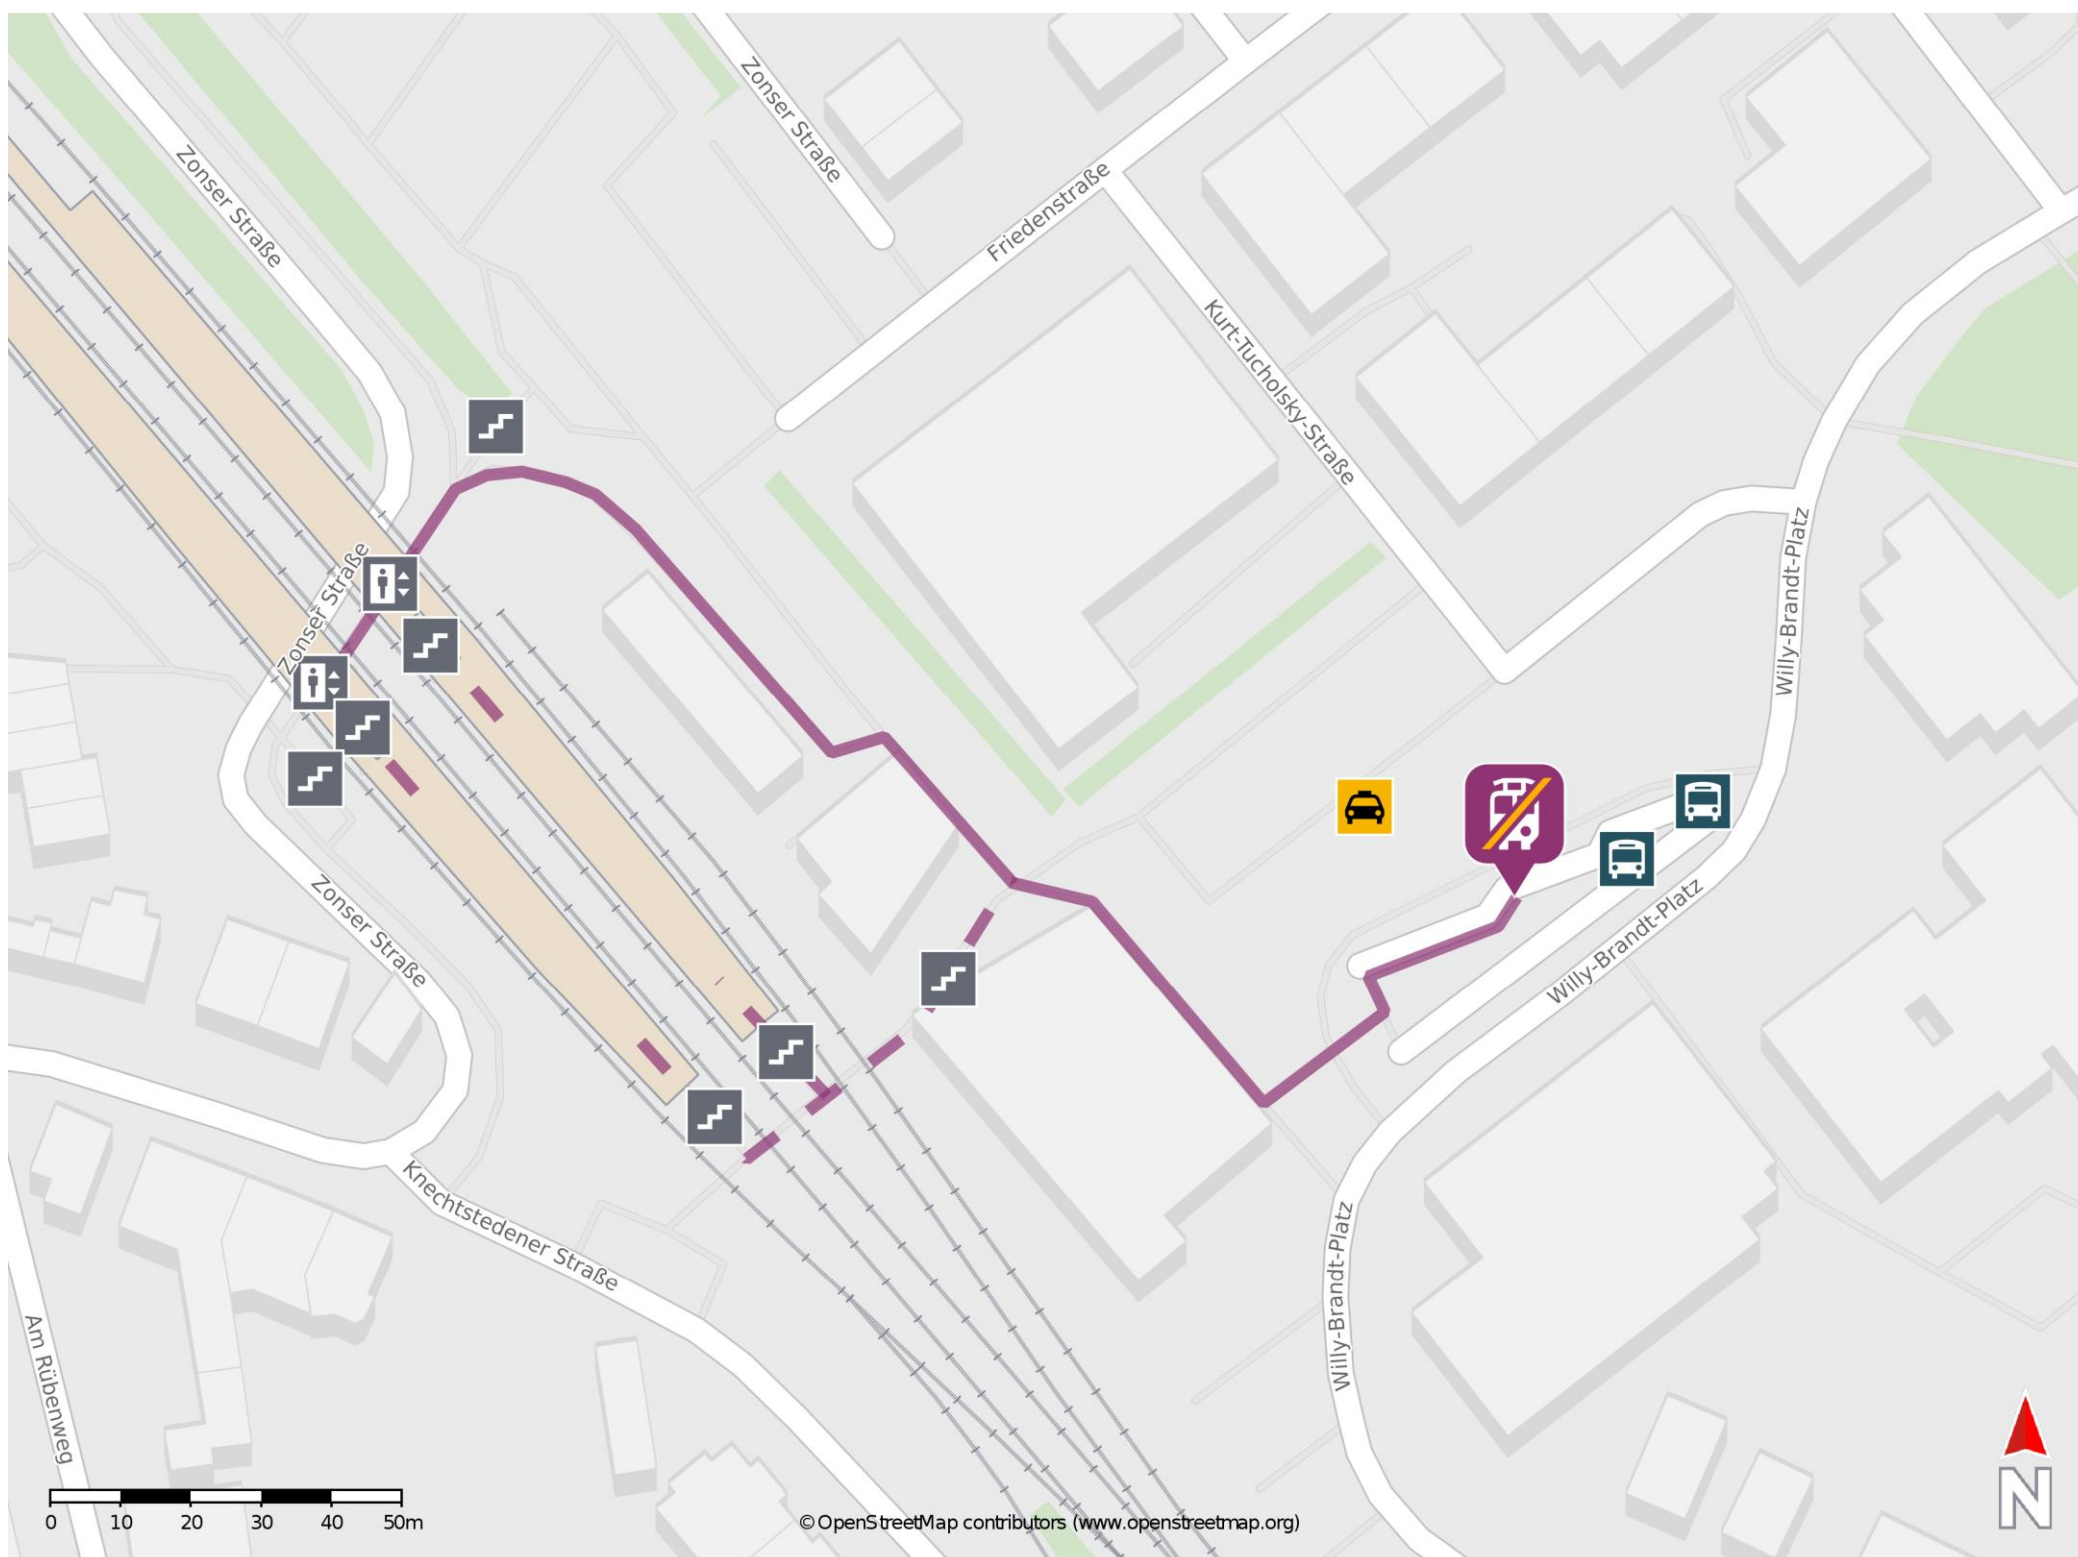 Zonser Straße
Zonser Straße
Friedenstraße
Kurt-Tucholsky-Straße
Zonser Straße
Willy-Brandt-Platz
Zonser Straße
Willy-Brandt-Platz
Knechtstedener Straße
Willy-Brandt-Platz
Am Rübenweg
N
0 10 20 30 40 50m
© OpenStreetMap contributors (www.openstreetmap.org)